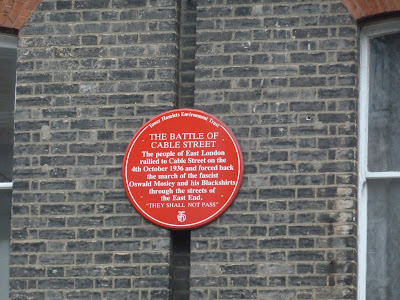 Tower Hamlets Environment Trust
THE BATTLE OF
CABLE STREET
The people of East London
rallied to Cable Street on the
4th October 1936 and forced back
the march of the fascist
Oswald Mosley and his Blackshirts
through the streets of
the East End.
"THEY SHALL NOT PASS"